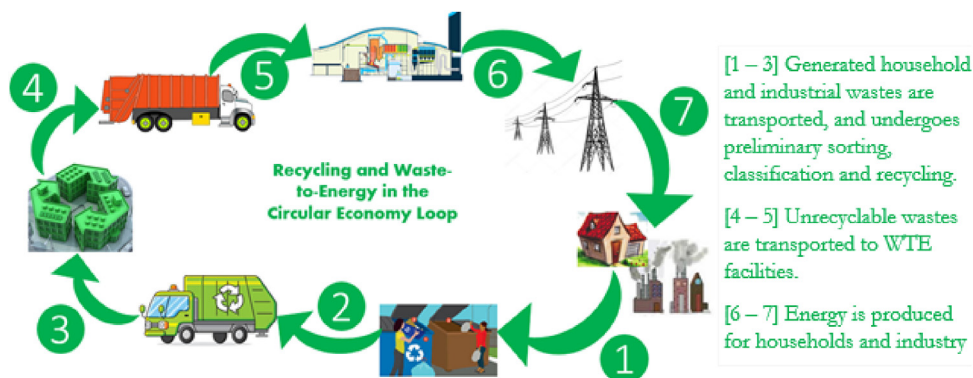 4
5
6
7
3
2
1
Recycling and Waste-
to-Energy in the
Circular Economy Loop
[1 – 3] Generated household
and industrial wastes are
transported, and undergoes
preliminary sorting,
classification and recycling.
[4 – 5] Unrecyclable wastes
are transported to WTE
facilities.
[6 – 7] Energy is produced
for households and industry